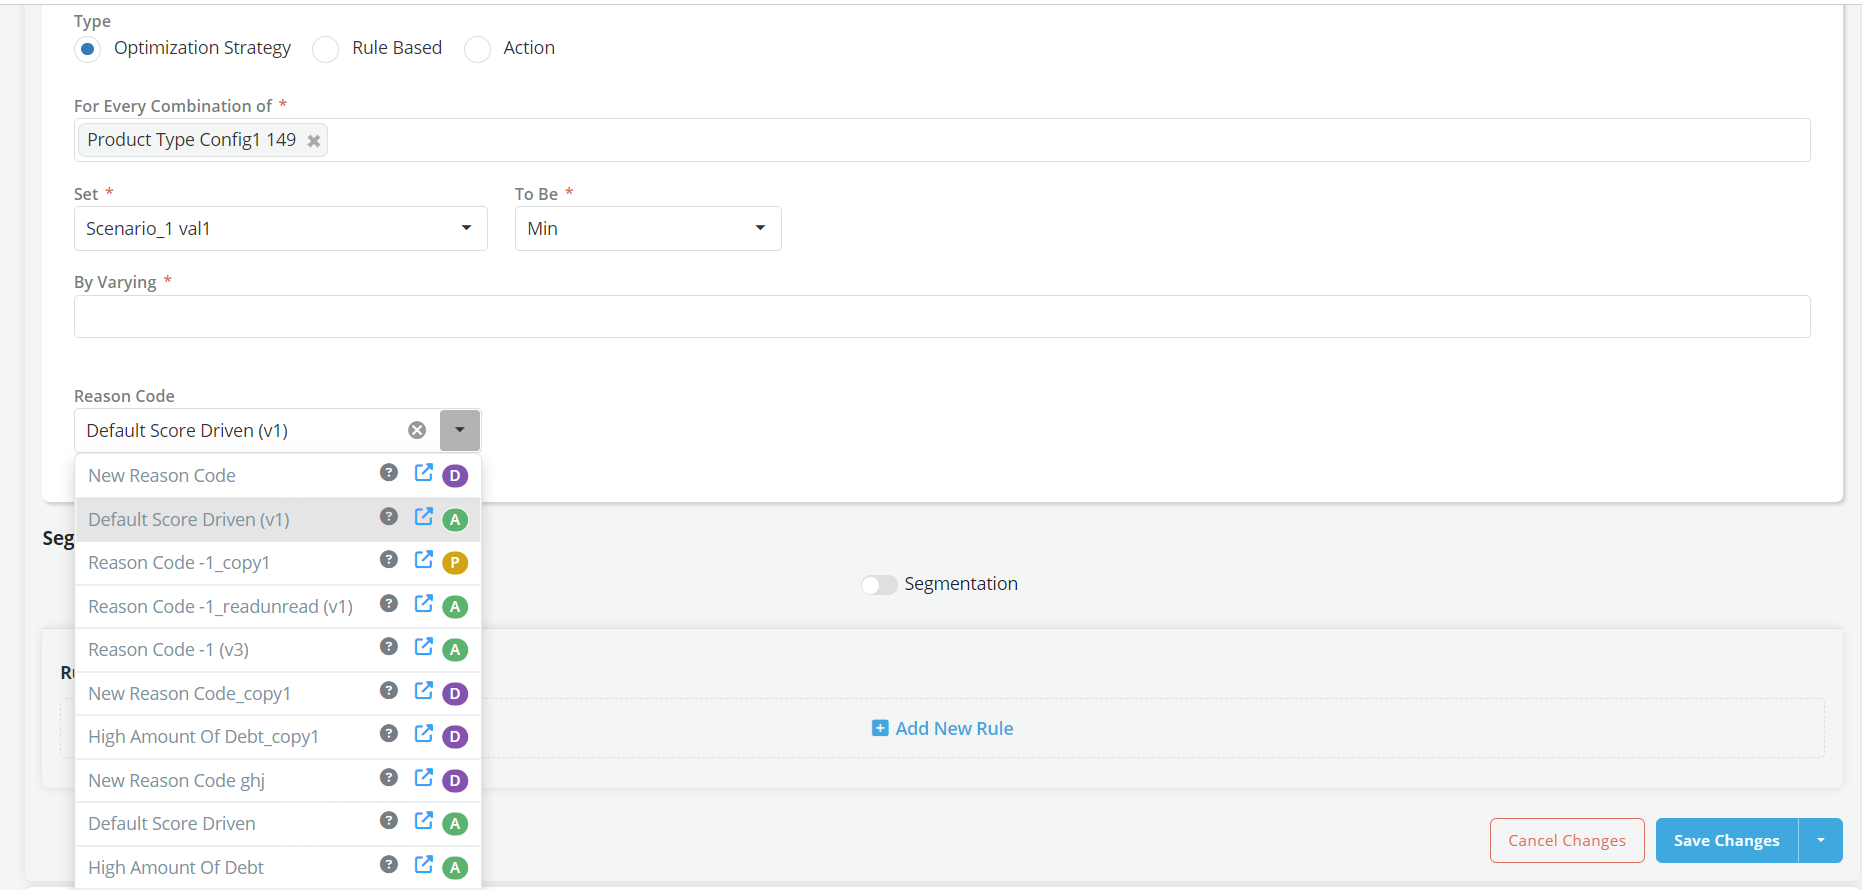 Type
Optimization Strategy Rule Based Action
For Every Combination of *
Product Type Config1 149
Set * To Be *
Scenario_1 val1 Min
By Varying *
Reason Code
Default Score Driven (v1)
New Reason Code D
Default Score Driven (v1) A
Seg
Reason Code -1_copy1 P
Segmentation
Reason Code -1_readunread (v1) A
Reason Code -1 (v3) A
New Reason Code_copy1 D
High Amount Of Debt_copy1 D
Add New Rule
New Reason Code ghj D
Default Score Driven A
Cancel Changes Save Changes
High Amount Of Debt A